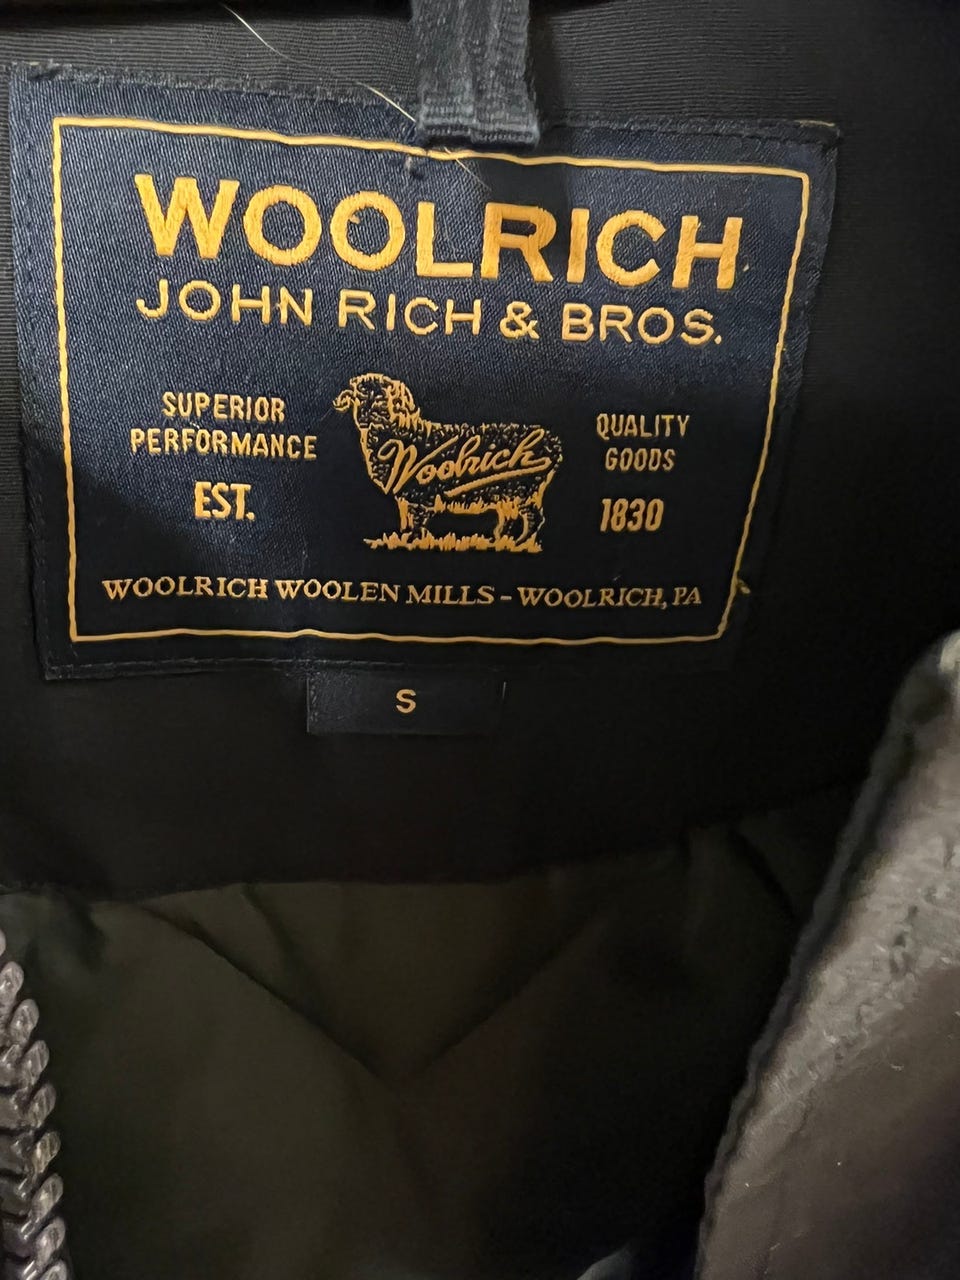 WOOLRICH
JOHN RICH & BROS.
SUPERIOR
PERFORMANCE
EST.
Woolrich
QUALITY
GOODS
1830
WOOLRICH WOOLEN MILLS - WOOLRICH, PA
S